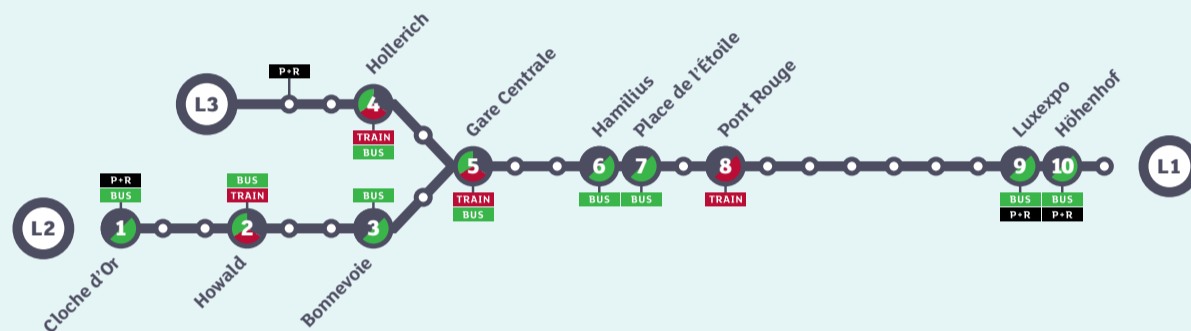 Hollerich
Gare Centrale
Hamilius
Place de l'Étoile
Pont Rouge
Luxexpo
Höhenhof
P+R
L3
4
TRAIN
BUS
5
TRAIN
BUS
6
BUS
7
BUS
8
TRAIN
9
BUS
P+R
10
BUS
P+R
L1
L2
P+R
BUS
1
BUS
TRAIN
2
BUS
3
Cloche d'Or
Howald
Bonnevoie